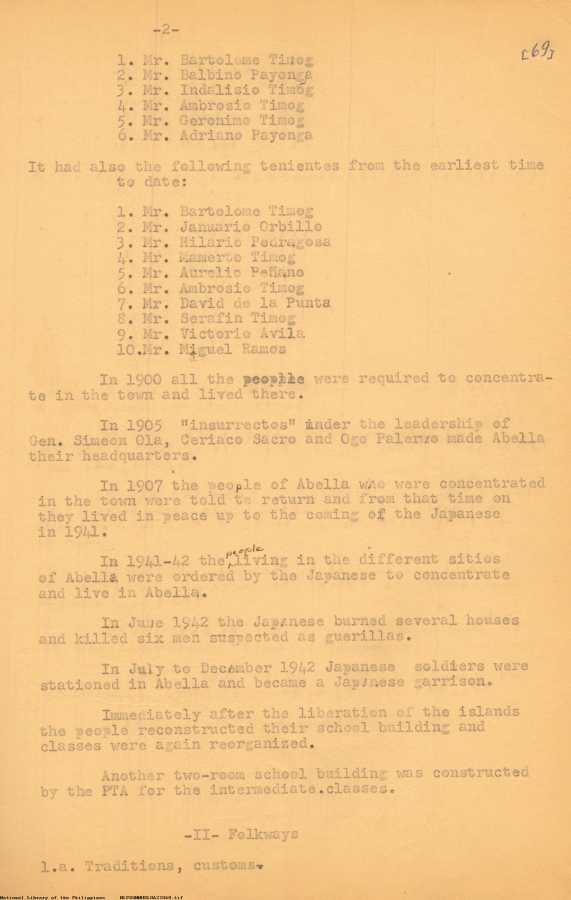 -2-
[69]
1. Mr. Bartolome Timog
2. Mr. Balbino Payonga
3. Mr. Indalisio Timog
4. Mr. Ambrosio Timog
5. Mr. Geronimo Timog
6. Mr. Adriano Payonga
It had also the following tenientes from the earliest time
to date:
1. Mr. Bartolome Timog
2. Mr. Januario Orbillo
3. Mr. Hilario Pedragosa
4. Mr. Mamerto Timog
5. Mr. Aurelio Peñano
6. Mr. Ambrosio Timog
7. Mr. David de la Punta
8. Mr. Serafin Timog
9. Mr. Victorio Avila
10.Mr. Miguel Ramos
In 1900 all the people were required to concentra-
te in the town and lived there.
In 1905 "insurrectos" under the leadership of
Gen. Simeon Ola, Ceriaco Sacro and Ogo Palermo made Abella
their headquarters.
In 1907 the people of Abella who were concentrated
in the town were told to return and from that time on
they lived in peace up to the coming of the Japanese
in 1941.
In 1941-42 the people living in the different sitios
of Abella were ordered by the Japanese to concentrate
and live in Abella.
In June 1942 the Japanese burned several houses
and killed six men suspected as guerillas.
In July to December 1942 Japanese soldiers were
stationed in Abella and became a Japanese garrison.
Immediately after the liberation of the islands
the people reconstructed their school building and
classes were again reorganized.
Another two-room school building was constructed
by the PTA for the intermediate.classes.
-II- Folkways
1.a. Traditions, customs.
National Library of the Philippines